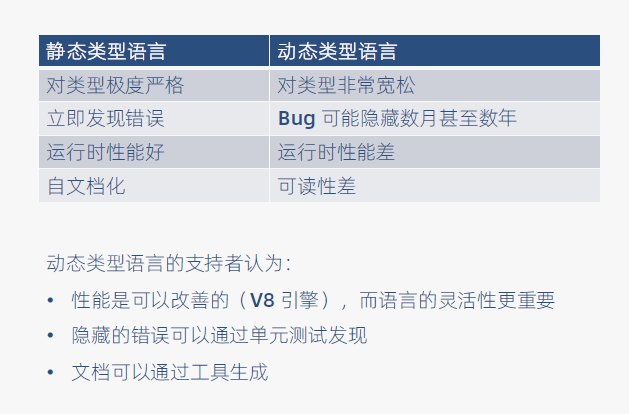 静态类型语言 动态类型语言
对类型极度严格 对类型非常宽松
立即发现错误 Bug 可能隐藏数月甚至数年
运行时性能好 运行时性能差
自文档化 可读性差
动态类型语言的支持者认为：
• 性能是可以改善的（V8 引擎），而语言的灵活性更重要
• 隐藏的错误可以通过单元测试发现
• 文档可以通过工具生成